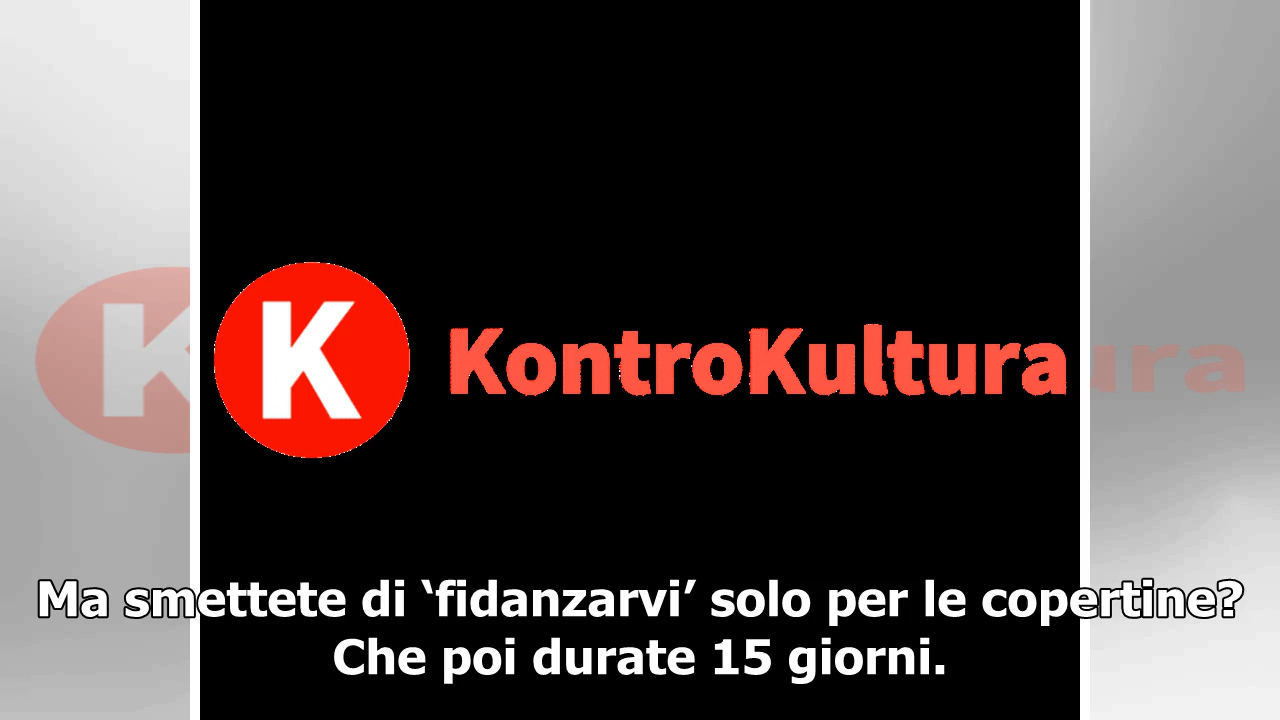 K KontroKultura
Ma smettete di ‘fidanzarvi’ solo per le copertine?
Che poi durate 15 giorni.